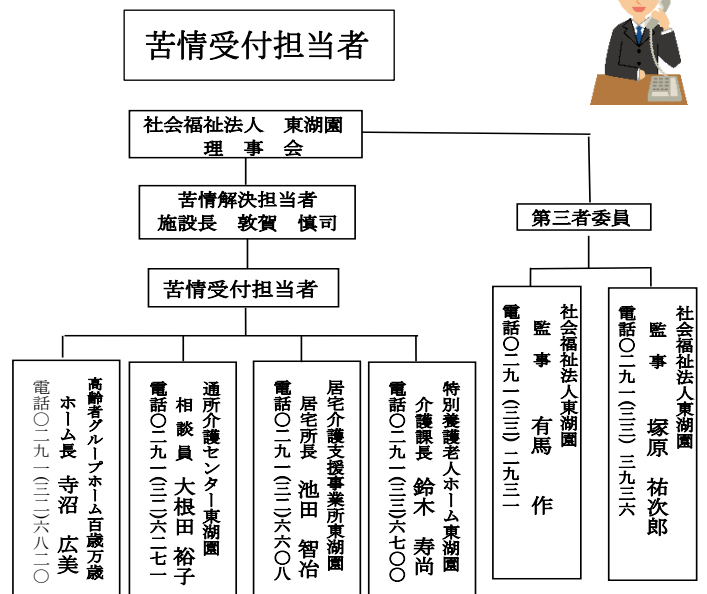 苦情受付担当者
社会福祉法人　東湖園
理　事　会
苦情解決担当者
施設長　敦賀　慎司
苦情受付担当者
第三者委員
社会福祉法人東湖園
監　事　　塚原　祐次郎
電話〇二九一(三三)三九三六
社会福祉法人東湖園
監　事　　有馬　作
電話〇二九一(三三)二九三一
特別養護老人ホーム東湖園
介護課長　鈴木　寿尚
電話〇二九一(三三)六七〇〇
居宅介護支援事業所東湖園
居宅所長　池田　智冶
電話〇二九一(三二)六六〇八
通所介護センター東湖園
相談員　大根田　裕子
電話〇二九一(三二)六二七一
高齢者グループホーム百歳万歳
ホーム長　寺沼　広美
電話〇二九一(三二)六八二〇